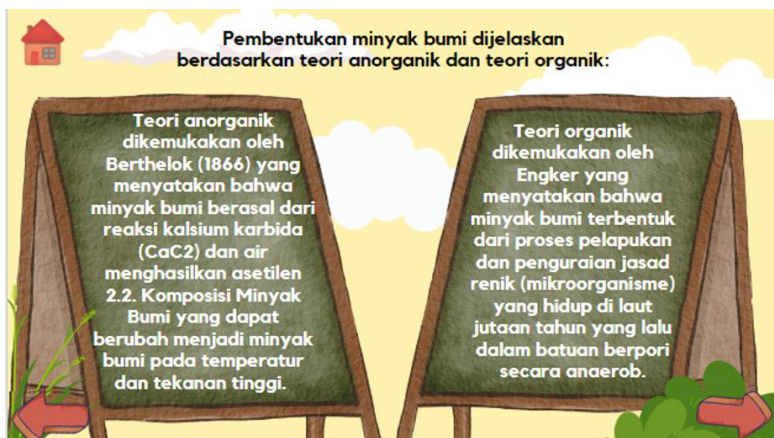 Pembentukan minyak bumi dijelaskan
berdasarkan teori anorganik dan teori organik:
Teori anorganik
dikemukakan oleh
Berthelok (1866) yang
menyatakan bahwa
minyak bumi berasal dari
reaksi kalsium karbida
(CaC2) dan air
menghasilkan asetilen
2.2. Komposisi Minyak
Bumi yang dapat
berubah menjadi minyak
bumi pada temperatur
dan tekanan tinggi.
Teori organik
dikemukakan oleh
Engker yang
menyatakan bahwa
minyak bumi terbentuk
dari proses pelapukan
dan penguraian jasad
renik (mikroorganisme)
yang hidup di laut
jutaan tahun yang lalu
dalam batuan berpori
secara anaerob.